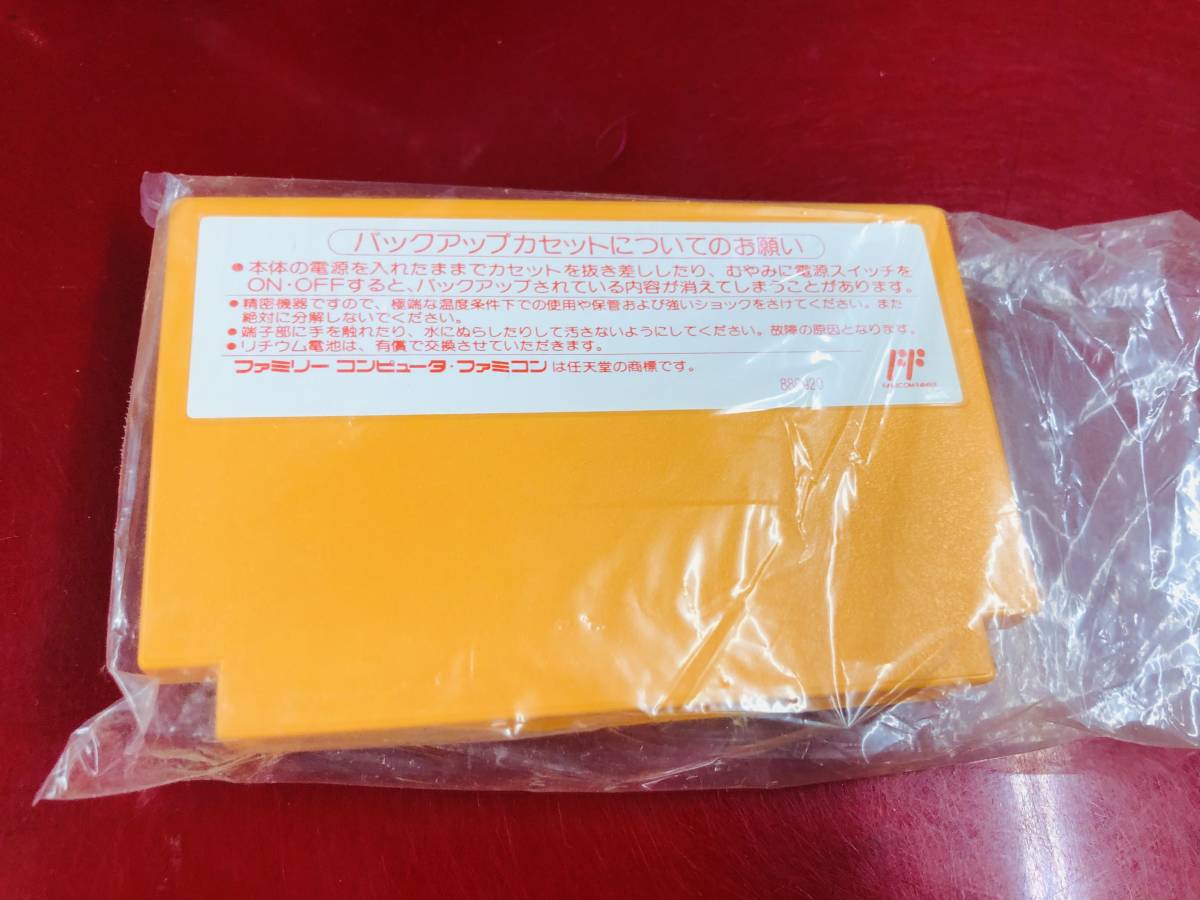 バックアップカセットについてのお願い
●本体の電源を入れたままでカセットを抜き差ししたり、むやみに電源スイッチを
ON・OFFすると、バックアップされている内容が消えてしまうことがあります。
●精密機器ですので、極端な温度条件下での使用や保管および強いショックをさけてください。また
絶対に分解しないでください。
●端子部に手を触れたり、水にぬらしたりして汚さないようにしてください。故障の原因となります。
●リチウム電池は、有償で交換させていただきます。
ファミリー コンピュータ・ファミコンは任天堂の商標です。
FF